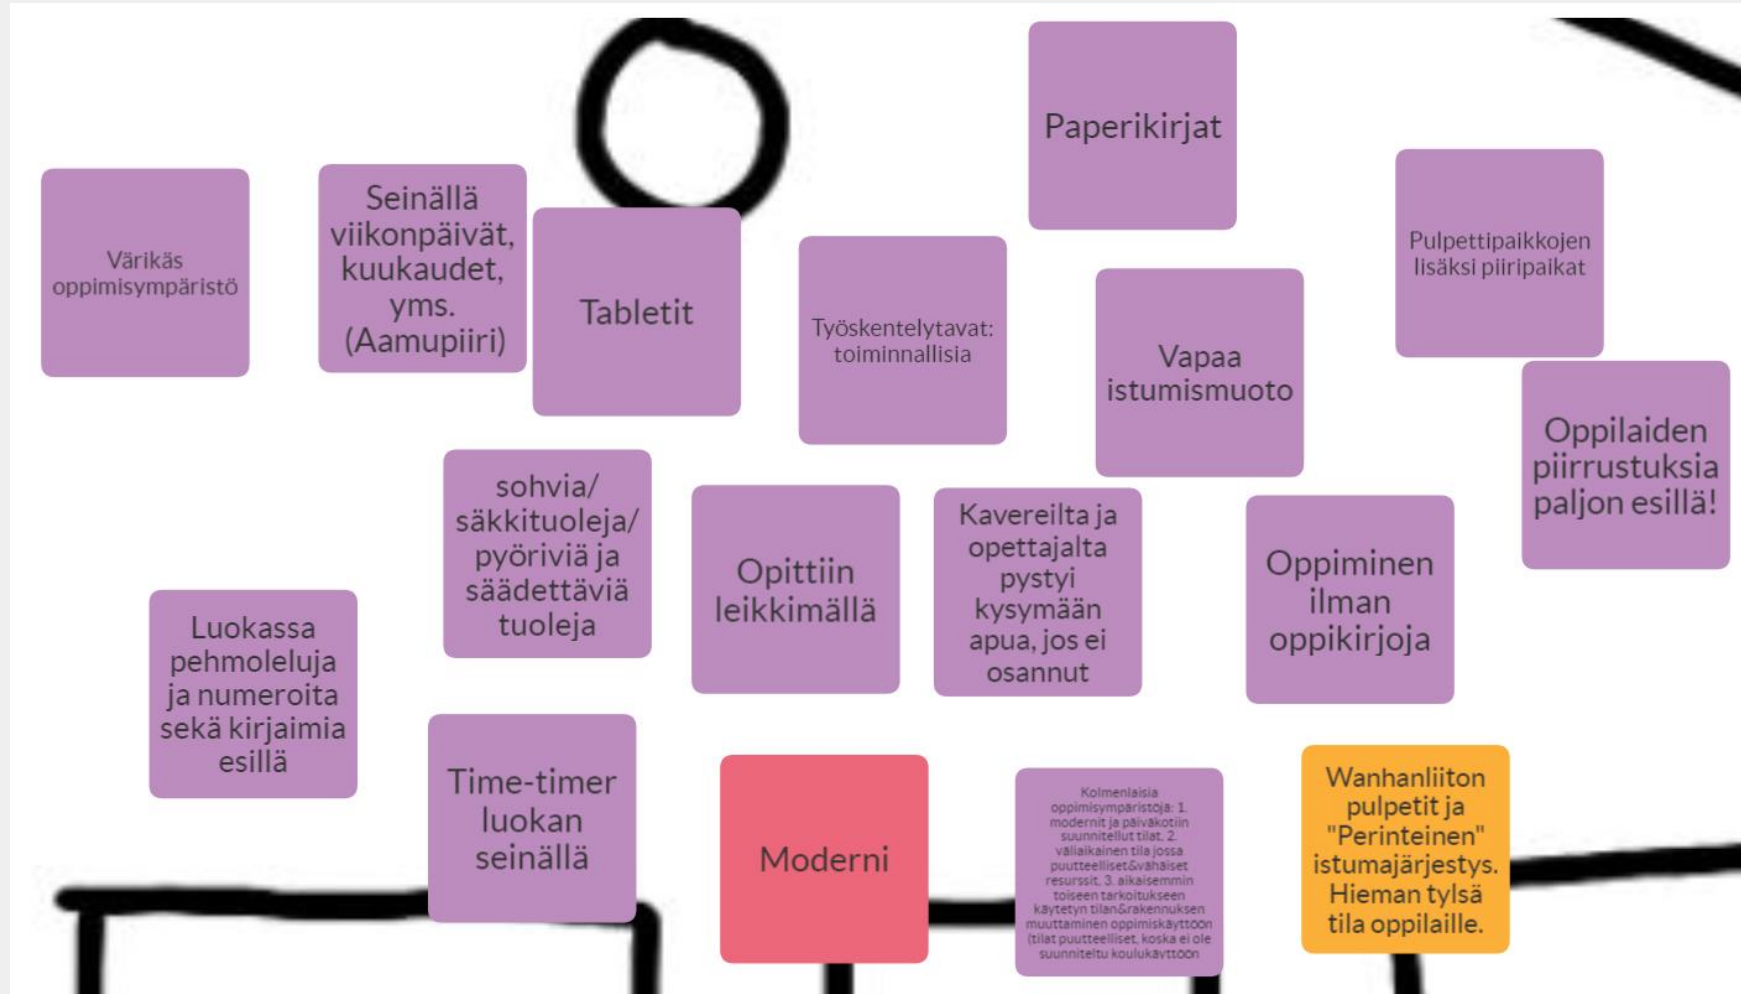 Paperikirjat
Värikäs
oppimisympäristö
Seinällä
viikonpäivät,
kuukaudet,
yms.
(Aamupiiri)
Tabletit
Työskentelytavat:
toiminnallisia
Vapaa
istumismuoto
Pulpettipaikkojen
lisäksi piiripaikat
Oppilaiden
piirrustuksia
paljon esillä!
sohvia/
säkkituoleja/
pyöriviä ja
säädettäviä
tuoleja
Opittiin
leikkimällä
Kavereilta ja
opettajalta
pystyi
kysymään
apua, jos ei
osannut
Oppiminen
ilman
oppikirjoja
Luokassa
pehmoleluja
ja numeroita
sekä kirjaimia
esillä
Time-timer
luokan
seinällä
Moderni
Kolmenlaisia
oppimisympäristöjä: 1.
modernit ja päiväkotiin
suunnitellut tilat, 2.
väliaikainen tila jossa
puutteelliset&vähäiset
resurssit, 3. aikaisemmin
toiseen tarkoitukseen
käytetyn tilan&rakennuksen
muuttaminen oppimiskäyttöön
(tilat puutteelliset, koska ei ole
suunniteltu koulukäyttöön
Wanhanliiton
pulpetit ja
"Perinteinen"
istumajärjestys.
Hieman tylsä
tila oppilaille.